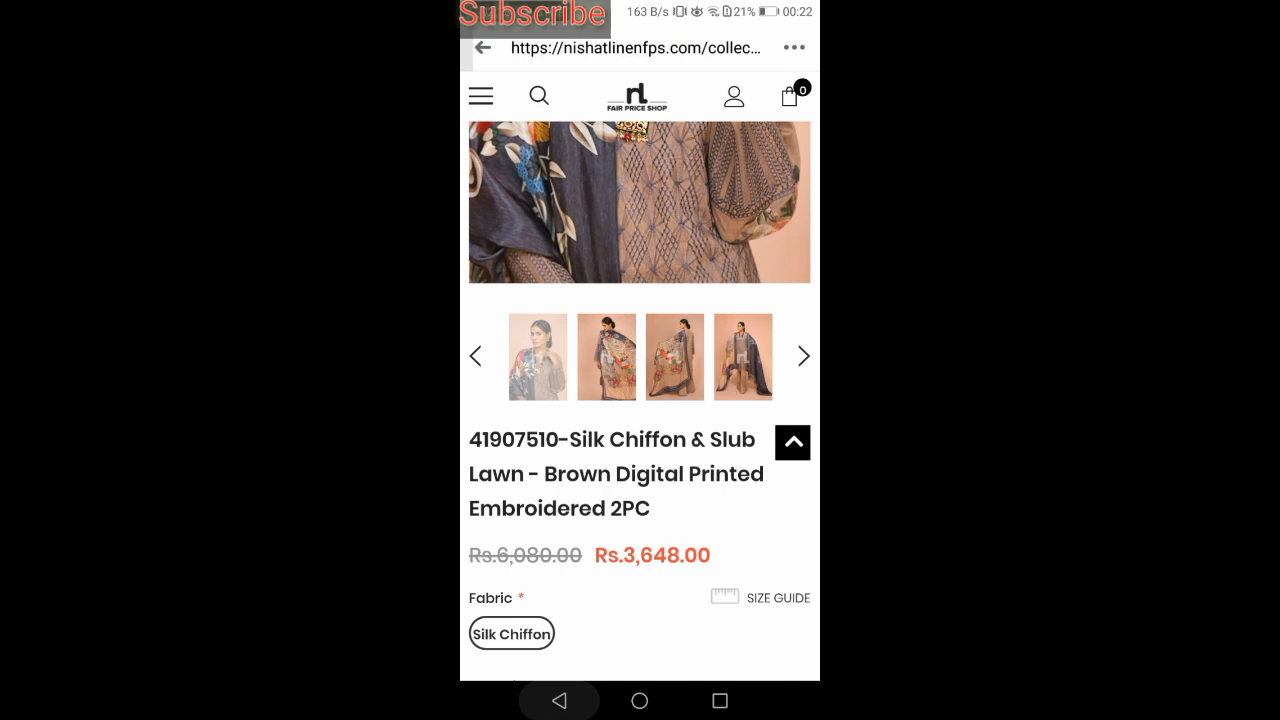 Subscribe
163 B/s 21% 00:22
https://nishatlinenfps.com/collec...
nl
0
FAIR PRICE SHOP
41907510-Silk Chiffon & Slub
Lawn - Brown Digital Printed
Embroidered 2PC
Rs.6,080.00 Rs.3,648.00
Fabric * SIZE GUIDE
Silk Chiffon